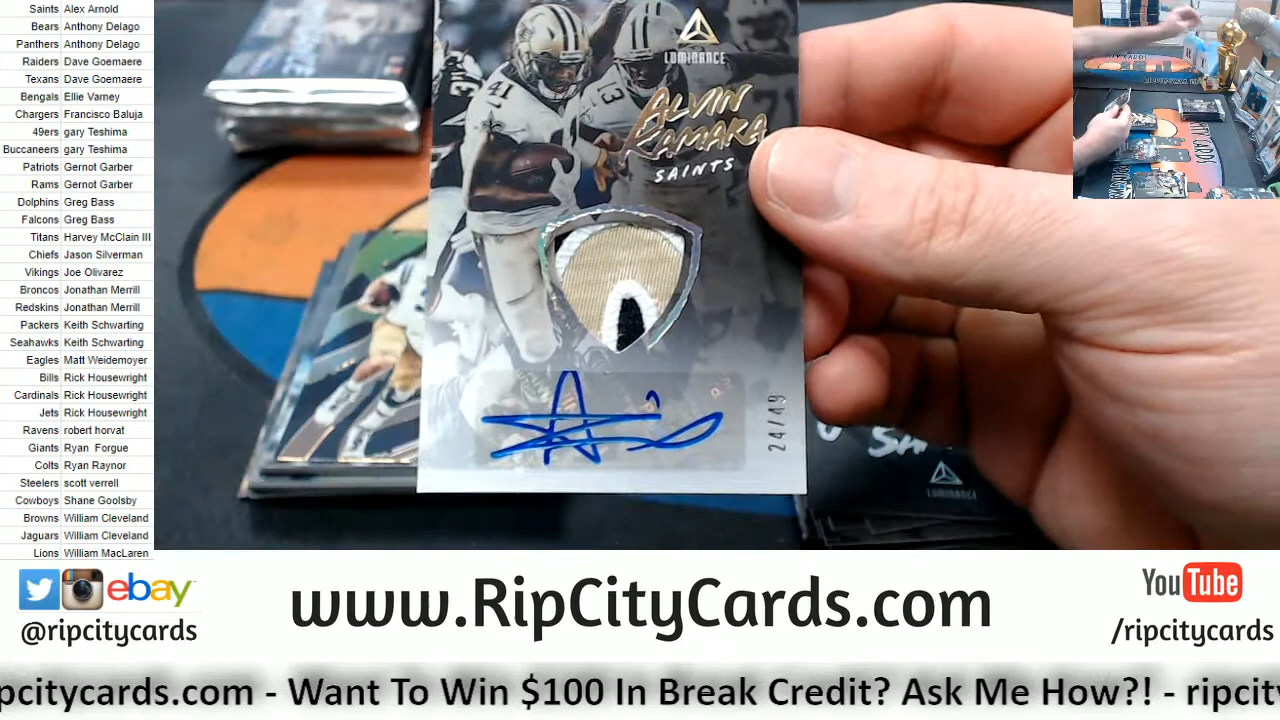 Saints Alex Arnold
Bears Anthony Delago
Panthers Anthony Delago
Raiders Dave Goemaere
Texans Dave Goemaere
Bengals Ellie Varney
Chargers Francisco Baluja
49ers gary Teshima
Buccaneers gary Teshima
Patriots Gernot Garber
Rams Gernot Garber
Dolphins Greg Bass
Falcons Greg Bass
Titans Harvey McClain III
Chiefs Jason Silverman
Vikings Joe Olivarez
Broncos Jonathan Merrill
Redskins Jonathan Merrill
Packers Keith Schwarting
Seahawks Keith Schwarting
Eagles Matt Weidemoyer
Bills Rick Housewright
Cardinals Rick Housewright
Jets Rick Housewright
Ravens robert horvat
Giants Ryan Forgue
Colts Ryan Raynor
Steelers scott verrell
Cowboys Shane Goolsby
Browns William Cleveland
Jaguars William Cleveland
Lions William MacLaren
LUMINANCE
ALVIN
KAMARA
SAINTS
41
13
24/49
LUMINANCE
ebay
@ripcitycards
www.RipCityCards.com
YouTube
/ripcitycards
pcitycards.com - Want To Win $100 In Break Credit? Ask Me How?! - ripcity